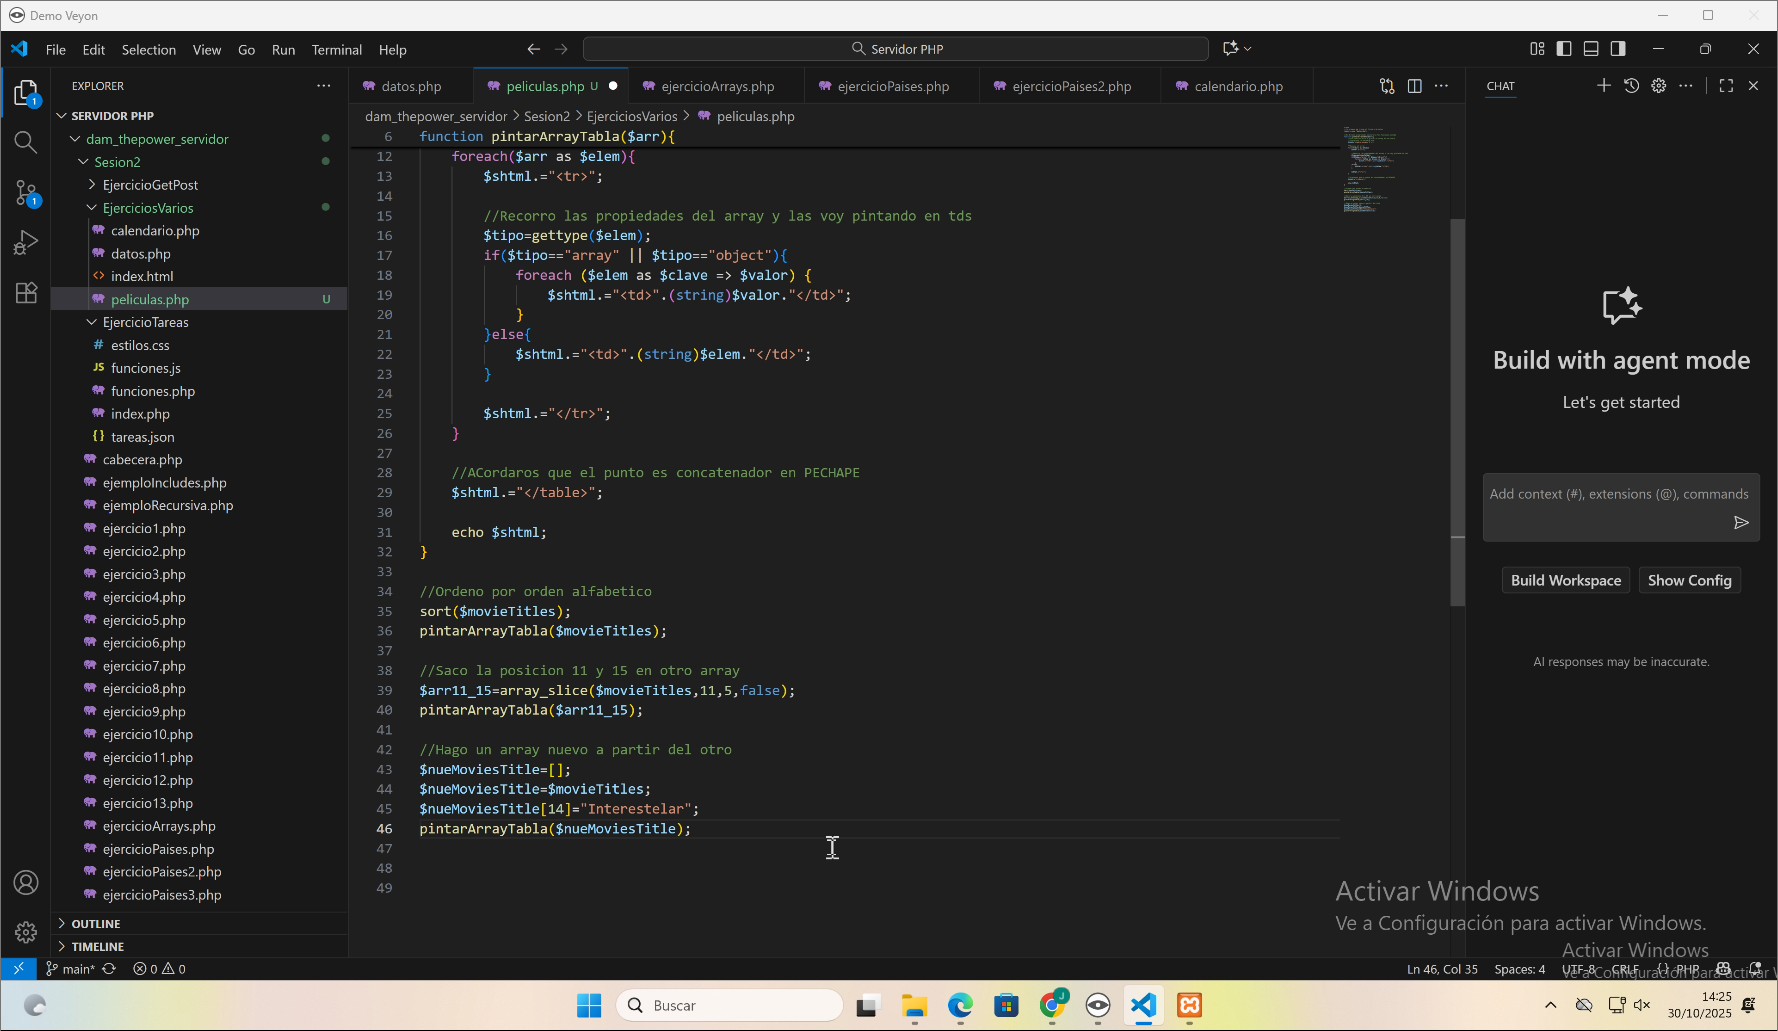 Demo Veyon
File Edit Selection View Go Run Terminal Help
Servidor PHP
EXPLORER
SERVIDOR PHP
dam_thepower_servidor
Sesion2
EjercicioGetPost
EjerciciosVarios
calendario.php
datos.php
index.html
peliculas.php U
EjercicioTareas
estilos.css
funciones.js
funciones.php
index.php
tareas.json
cabecera.php
ejemploIncludes.php
ejemploRecursiva.php
ejercicio1.php
ejercicio2.php
ejercicio3.php
ejercicio4.php
ejercicio5.php
ejercicio6.php
ejercicio7.php
ejercicio8.php
ejercicio9.php
ejercicio10.php
ejercicio11.php
ejercicio12.php
ejercicio13.php
ejercicioArrays.php
ejercicioPaises.php
ejercicioPaises2.php
ejercicioPaises3.php
OUTLINE
TIMELINE
datos.php peliculas.php U ejercicioArrays.php ejercicioPaises.php ejercicioPaises2.php calendario.php
dam_thepower_servidor > Sesion2 > EjerciciosVarios > peliculas.php
6 function pintarArrayTabla($arr){
12 foreach($arr as $elem){
13 $shtml.="<tr>";
14
15 //Recorro las propiedades del array y las voy pintando en tds
16 $tipo=gettype($elem);
17 if($tipo=="array" || $tipo=="object"){
18 foreach ($elem as $clave => $valor) {
19 $shtml.="<td>".(string)$valor."</td>";
20 }
21 }else{
22 $shtml.="<td>".(string)$elem."</td>";
23 }
24
25 $shtml.="</tr>";
26 }
27
28 //ACordaros que el punto es concatenador en PECHAPE
29 $shtml.="</table>";
30
31 echo $shtml;
32 }
33
34 //Ordeno por orden alfabetico
35 sort($movieTitles);
36 pintarArrayTabla($movieTitles);
37
38 //Saco la posicion 11 y 15 en otro array
39 $arr11_15=array_slice($movieTitles,11,5,false);
40 pintarArrayTabla($arr11_15);
41
42 //Hago un array nuevo a partir del otro
43 $nueMoviesTitle=[];
44 $nueMoviesTitle=$movieTitles;
45 $nueMoviesTitle[14]="Interestelar";
46 pintarArrayTabla($nueMoviesTitle);
47
48
49
CHAT
Build with agent mode
Let's get started
Add context (#), extensions (@), commands
Build Workspace Show Config
AI responses may be inaccurate.
Activar Windows
Ve a Configuración para activar Windows.
Activar Windows
main* 0 0
Ln 46, Col 35 Spaces: 4 UTF-8 CRLF {} PHP
Buscar
14:25
30/10/2025